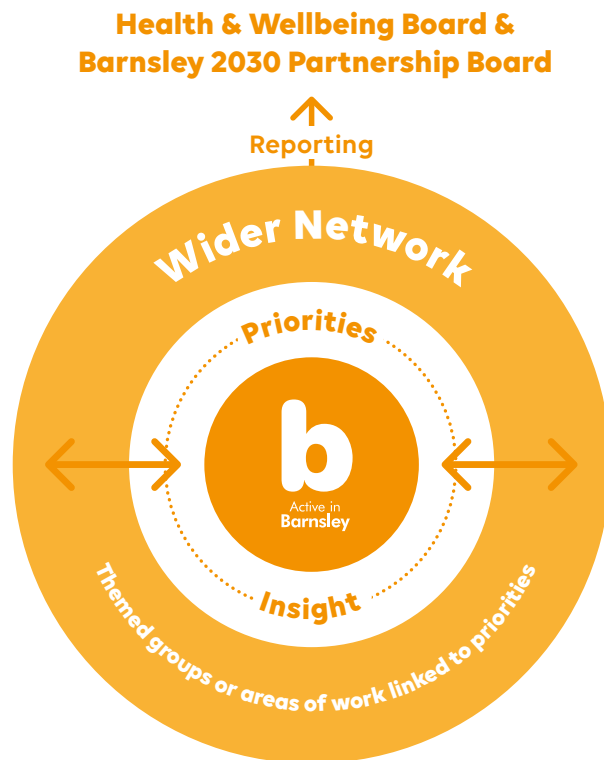 Health & Wellbeing Board &
Barnsley 2030 Partnership Board
Reporting
Wider Network
Priorities
b
Active in
Barnsley
Insight
Themed groups or areas of work linked to priorities